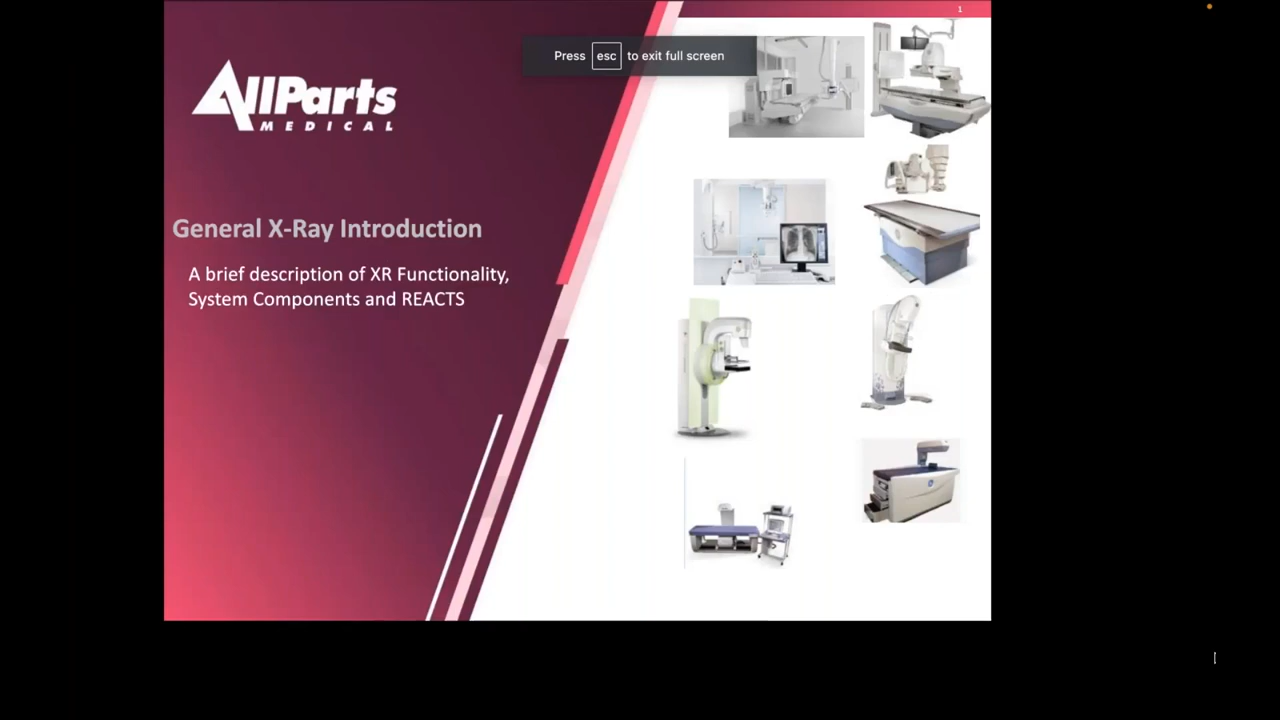 1
Press esc to exit full screen
AllParts
MEDICAL
General X-Ray Introduction
A brief description of XR Functionality,
System Components and REACTS